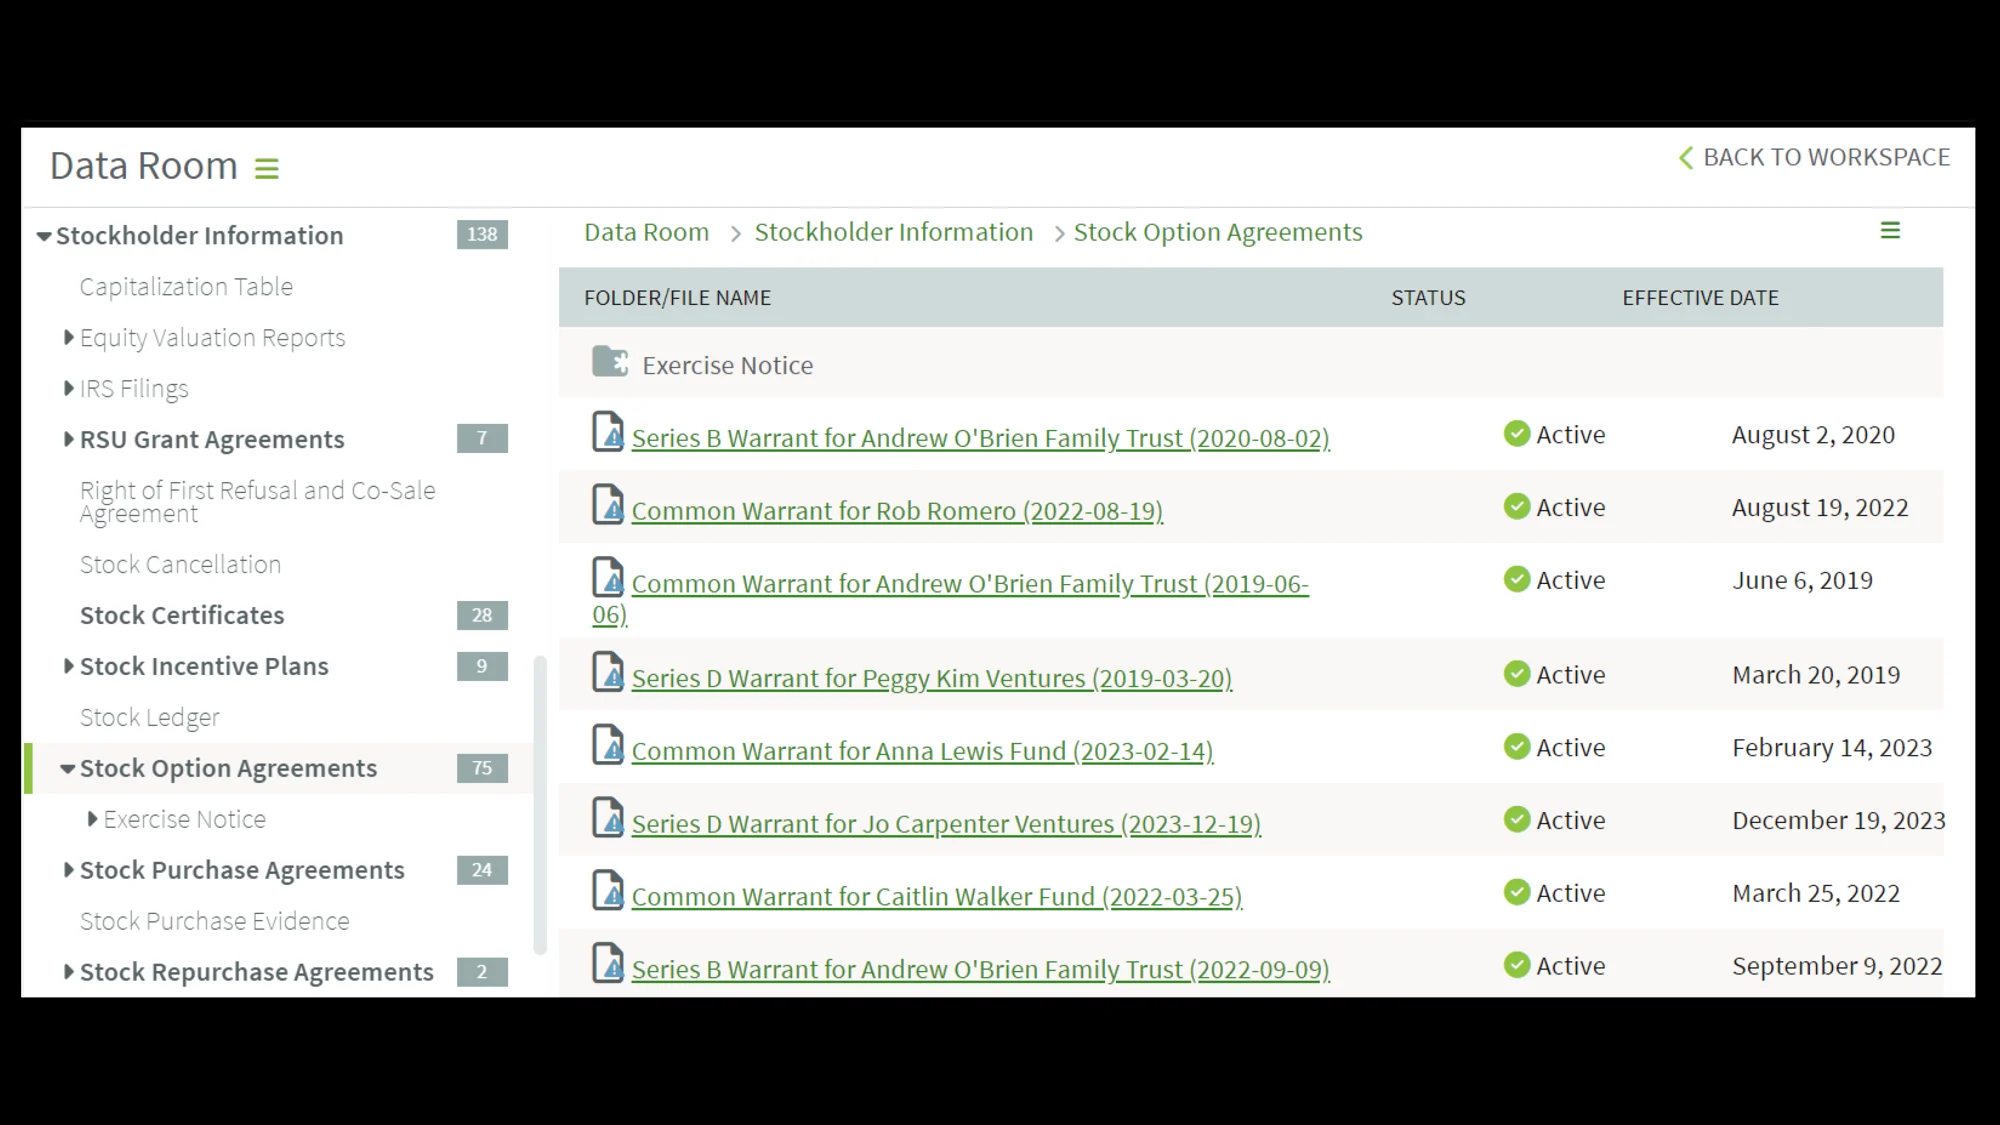 Data Room
BACK TO WORKSPACE
Stockholder Information 138
Capitalization Table
Equity Valuation Reports
IRS Filings
RSU Grant Agreements 7
Right of First Refusal and Co-Sale
Agreement
Stock Cancellation
Stock Certificates 28
Stock Incentive Plans 9
Stock Ledger
Stock Option Agreements 75
Exercise Notice
Stock Purchase Agreements 24
Stock Purchase Evidence
Stock Repurchase Agreements 2
Data Room > Stockholder Information > Stock Option Agreements
FOLDER/FILE NAME STATUS EFFECTIVE DATE
Exercise Notice
Series B Warrant for Andrew O'Brien Family Trust (2020-08-02) Active August 2, 2020
Common Warrant for Rob Romero (2022-08-19) Active August 19, 2022
Common Warrant for Andrew O'Brien Family Trust (2019-06- Active June 6, 2019
06)
Series D Warrant for Peggy Kim Ventures (2019-03-20) Active March 20, 2019
Common Warrant for Anna Lewis Fund (2023-02-14) Active February 14, 2023
Series D Warrant for Jo Carpenter Ventures (2023-12-19) Active December 19, 2023
Common Warrant for Caitlin Walker Fund (2022-03-25) Active March 25, 2022
Series B Warrant for Andrew O'Brien Family Trust (2022-09-09) Active September 9, 2022